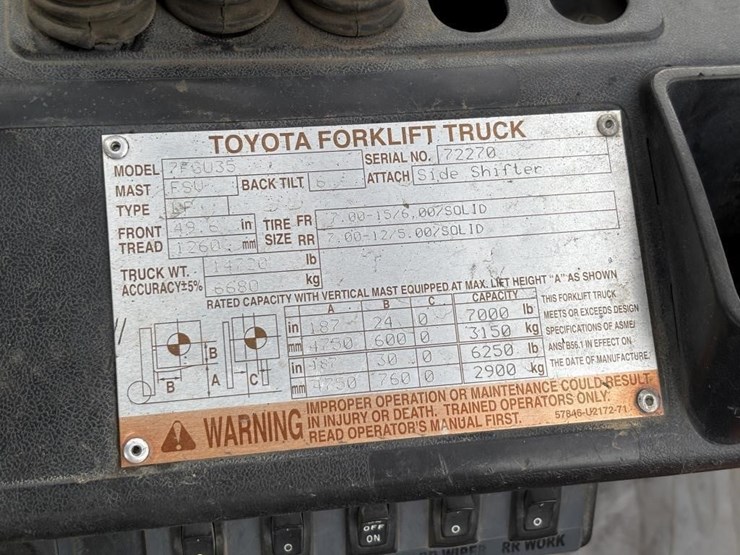 TOYOTA FORKLIFT TRUCK
MODEL 7FGU35 SERIAL NO. 72270
MAST FSV BACK TILT 6 ATTACH Side Shifter
TYPE LP
FRONT TREAD 49.6 in 1260 mm
TIRE SIZE FR 7.00-15/6.00/SOLID
RR 7.00-12/5.00/SOLID
TRUCK WT. 14720 lb
ACCURACY±5% 6680 kg
RATED CAPACITY WITH VERTICAL MAST EQUIPPED AT MAX. LIFT HEIGHT "A" AS SHOWN
A B C CAPACITY
in 187 24 0 7000 lb
mm 4750 600 0 3150 kg
in 187 30 0 6250 lb
mm 4750 760 0 2900 kg
THIS FORKLIFT TRUCK
MEETS OR EXCEEDS DESIGN
SPECIFICATIONS OF ASME/
ANSI B56.1 IN EFFECT ON
THE DATE OF MANUFACTURE.
B
B A C
WARNING
IMPROPER OPERATION OR MAINTENANCE COULD RESULT
IN INJURY OR DEATH. TRAINED OPERATORS ONLY.
READ OPERATOR'S MANUAL FIRST.
57846-U2172-71
OFF
ON
RR WIPER RR WORK